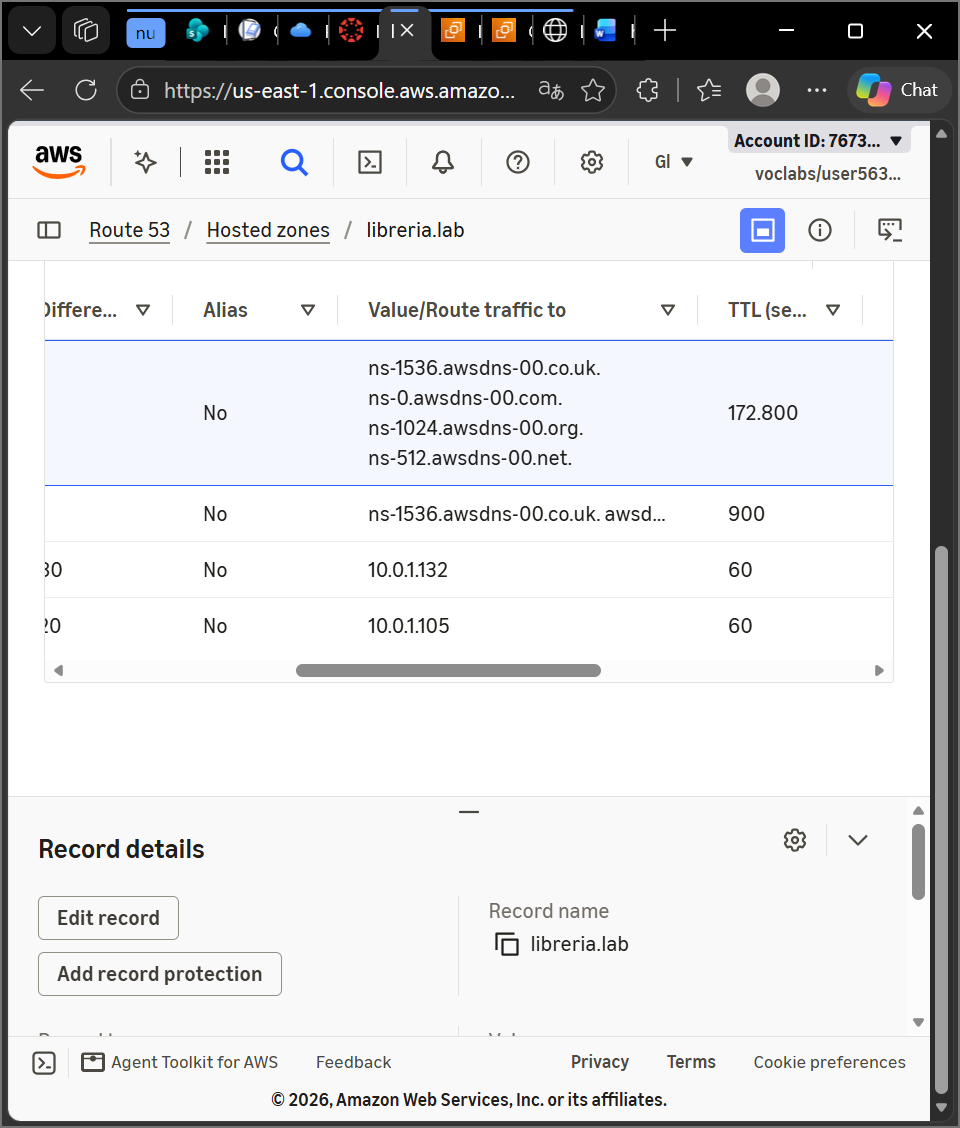 nu
https://us-east-1.console.aws.amazo...
Chat
aws
Gl
Account ID: 7673...
voclabs/user563...
Route 53 / Hosted zones / libreria.lab
Differe... Alias Value/Route traffic to TTL (se...
ns-1536.awsdns-00.co.uk.
ns-0.awsdns-00.com.
No 172.800
ns-1024.awsdns-00.org.
ns-512.awsdns-00.net.
No ns-1536.awsdns-00.co.uk. awsd... 900
30 No 10.0.1.132 60
20 No 10.0.1.105 60
Record details
Edit record
Add record protection
Record name
libreria.lab
Agent Toolkit for AWS Feedback Privacy Terms Cookie preferences
© 2026, Amazon Web Services, Inc. or its affiliates.